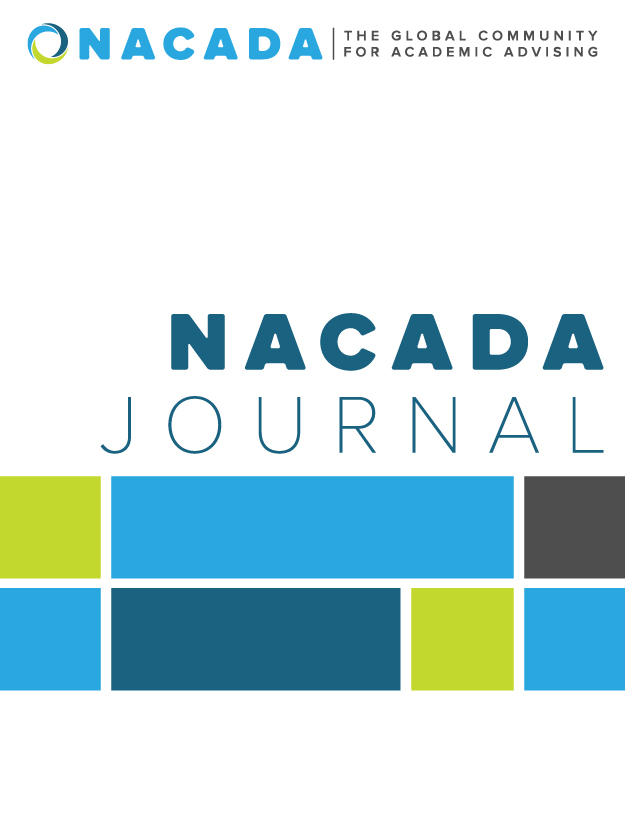 NACADA
THE GLOBAL COMMUNITY
FOR ACADEMIC ADVISING
NACADA
JOURNAL